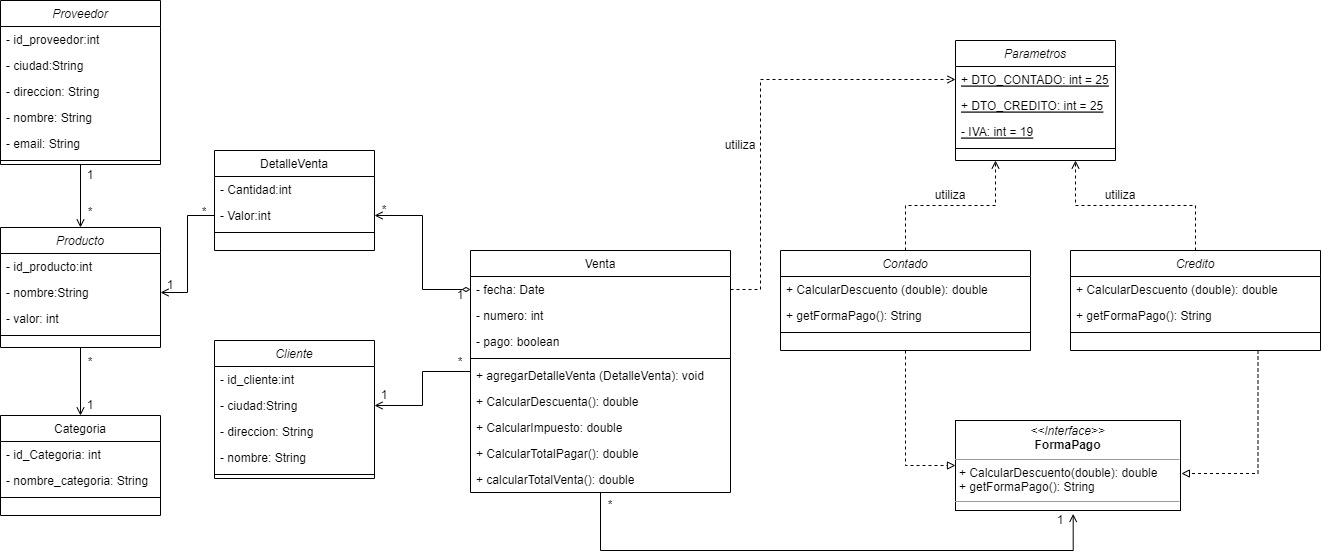 Proveedor
- id_proveedor:int
- ciudad:String
- direccion: String
- nombre: String
- email: String
1
*
Producto
- id_producto:int
- nombre:String
- valor: int
*
1
Categoria
- id_Categoria: int
- nombre_categoria: String
DetalleVenta
- Cantidad:int
- Valor:int
*
1
*
1
Cliente
- id_cliente:int
- ciudad:String
- direccion: String
- nombre: String
*
1
Venta
- fecha: Date
- numero: int
- pago: boolean
+ agregarDetalleVenta (DetalleVenta): void
+ CalcularDescuenta(): double
+ CalcularImpuesto: double
+ CalcularTotalPagar(): double
+ calcularTotalVenta(): double
*
1
utiliza
Parametros
+ DTO_CONTADO: int = 25
+ DTO_CREDITO: int = 25
- IVA: int = 19
utiliza
utiliza
Contado
+ CalcularDescuento (double): double
+ getFormaPago(): String
Credito
+ CalcularDescuento (double): double
+ getFormaPago(): String
<<Interface>>
FormaPago
+ CalcularDescuento(double): double
+ getFormaPago(): String